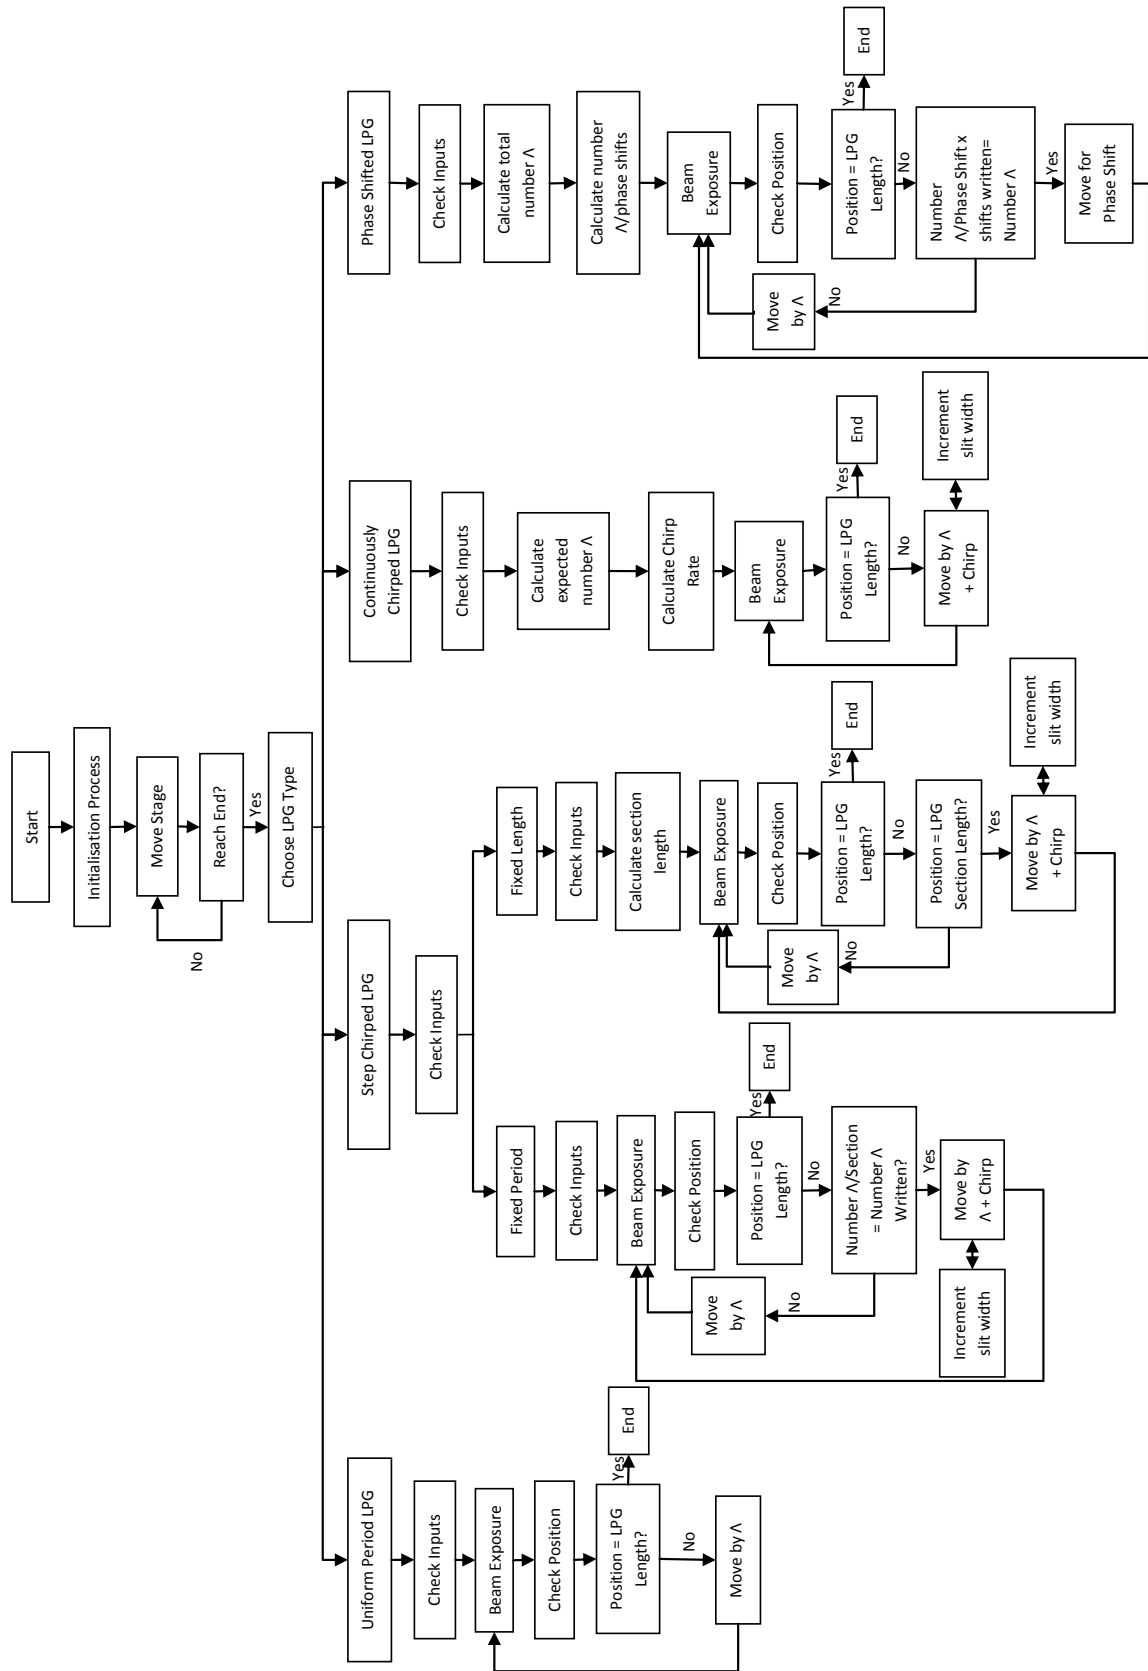 Start
Initialisation Process
Move Stage
Reach End?
No
Yes
Choose LPG Type
Uniform Period LPG
Check Inputs
Beam Exposure
Check Position
Position = LPG
Length?
Yes
End
No
Move by Λ
Step Chirped LPG
Check Inputs
Fixed Period
Check Inputs
Beam Exposure
Check Position
Position = LPG
Length?
Yes
End
No
Number Λ/Section
= Number Λ
Written?
No
Move
by Λ
Yes
Move by
Λ + Chirp
Increment
slit width
Fixed Length
Check Inputs
Calculate section
length
Beam Exposure
Check Position
Position = LPG
Length?
Yes
End
No
Position = LPG
Section Length?
No
Move
by Λ
Yes
Move by Λ
+ Chirp
Increment
slit width
Continuously
Chirped LPG
Check Inputs
Calculate
expected
number Λ
Calculate Chirp
Rate
Beam
Exposure
Position = LPG
Length?
Yes
End
No
Move by Λ
+ Chirp
Increment
slit width
Phase Shifted LPG
Check Inputs
Calculate total
number Λ
Calculate number
Λ/phase shifts
Beam
Exposure
Check Position
Position = LPG
Length?
Yes
End
No
Number
Λ/Phase Shift x
shifts written=
Number Λ
No
Move
by Λ
Yes
Move for
Phase Shift